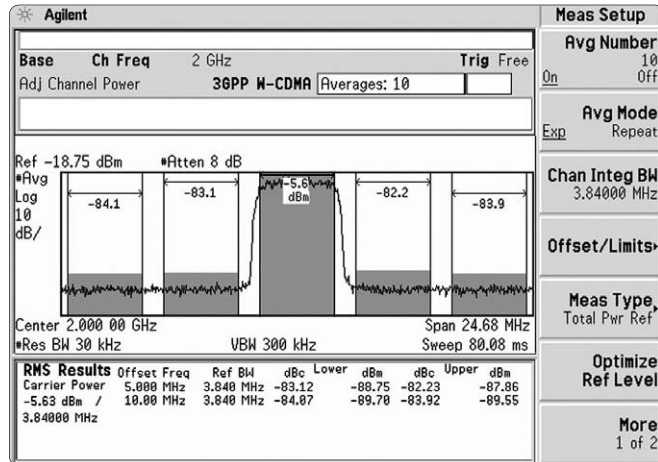 Agilent
Meas Setup
Base Ch Freq 2 GHz Trig Free
Adj Channel Power 3GPP W-CDMA Averages: 10
Avg Number
10
On Off
Avg Mode
Exp Repeat
Chan Integ BW
3.84000 MHz
Offset/Limits
Meas Type
Total Pwr Ref
Optimize
Ref Level
More
1 of 2
Ref -18.75 dBm #Atten 8 dB
#Avg
Log
10
dB/
-84.1
-83.1
-5.6
dBm
-82.2
-83.9
Center 2.000 00 GHz Span 24.68 MHz
#Res BW 30 kHz VBW 300 kHz Sweep 80.08 ms
RMS Results Offset Freq Ref BW dBc Lower dBm dBc Upper dBm
Carrier Power 5.000 MHz 3.840 MHz -83.12 -88.75 -82.23 -87.86
-5.63 dBm / 10.00 MHz 3.840 MHz -84.07 -89.70 -83.92 -89.55
3.84000 MHz